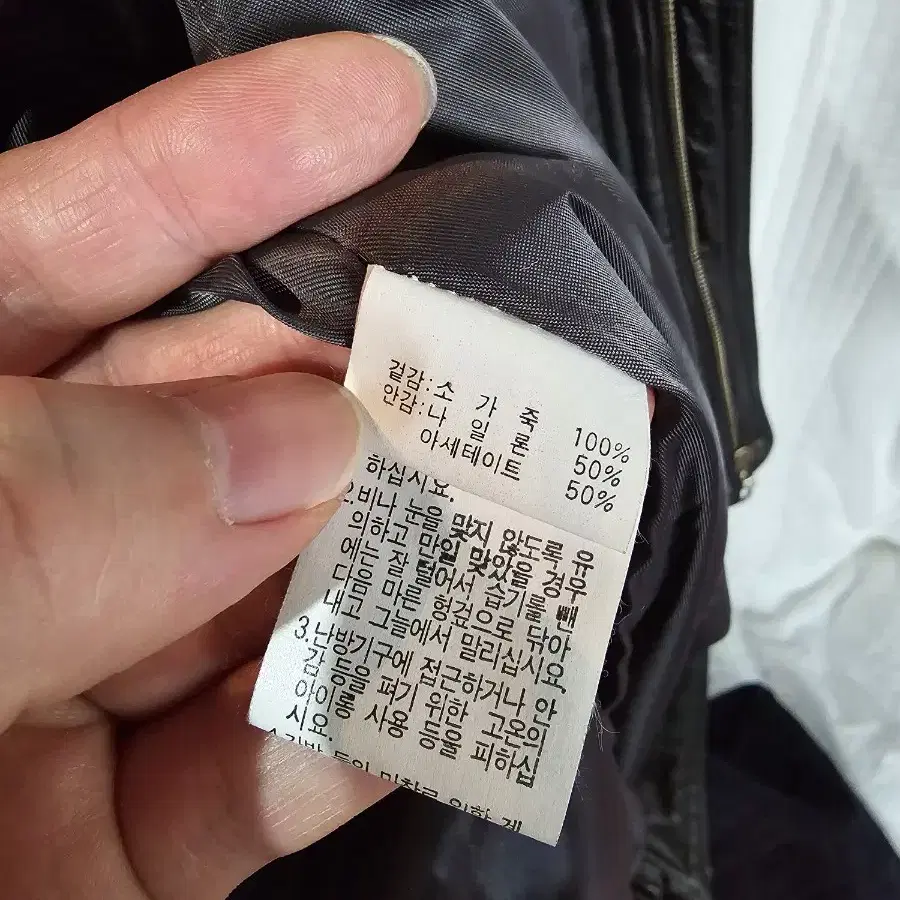 겉감:소 가 죽 100%
안감:나 일 론 50%
아세테이트 50%
하십시요.
2.비나 눈을 맞지 않도록 유
의하고 만일 맞았을 경우
에는 잘 털어서 습기를 뺀
다음 마른 헝겊으로 닦아
내고 그늘에서 말리십시요.
3.난방기구에 접근하거나 안
감등을 펴기 위한 고온의
아이롱 사용 등을 피하십
시요.